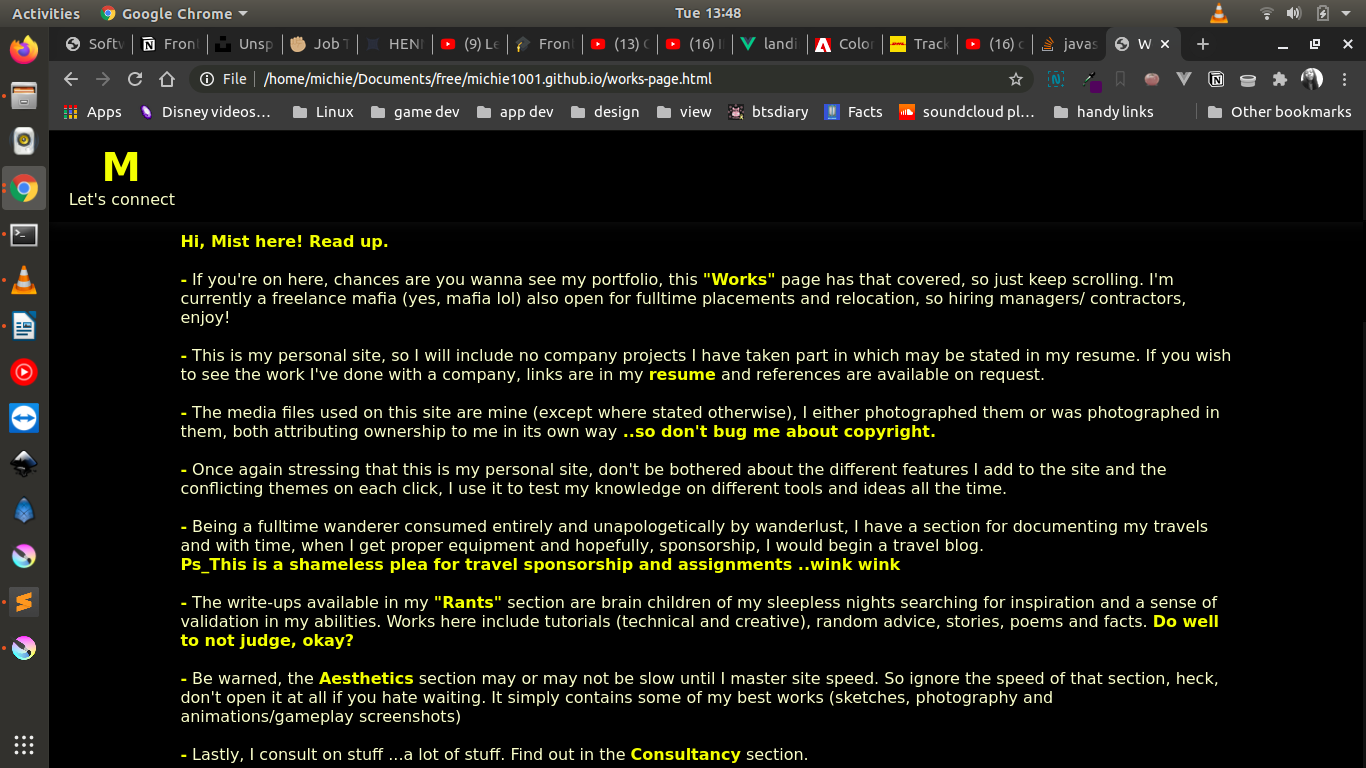 Activities Google Chrome Tue 13:48
Softw Front Unsp Job T HENN (9) Le Front (13) C (16) I landi Color Track (16) c javas W
File /home/michie/Documents/free/michie1001.github.io/works-page.html
Apps Disney videos... Linux game dev app dev design view btsdiary Facts soundcloud pl... handy links Other bookmarks
M
Let's connect
Hi, Mist here! Read up.
- If you're on here, chances are you wanna see my portfolio, this "Works" page has that covered, so just keep scrolling. I'm
currently a freelance mafia (yes, mafia lol) also open for fulltime placements and relocation, so hiring managers/ contractors,
enjoy!
- This is my personal site, so I will include no company projects I have taken part in which may be stated in my resume. If you wish
to see the work I've done with a company, links are in my resume and references are available on request.
- The media files used on this site are mine (except where stated otherwise), I either photographed them or was photographed in
them, both attributing ownership to me in its own way ..so don't bug me about copyright.
- Once again stressing that this is my personal site, don't be bothered about the different features I add to the site and the
conflicting themes on each click, I use it to test my knowledge on different tools and ideas all the time.
- Being a fulltime wanderer consumed entirely and unapologetically by wanderlust, I have a section for documenting my travels
and with time, when I get proper equipment and hopefully, sponsorship, I would begin a travel blog.
Ps_This is a shameless plea for travel sponsorship and assignments ..wink wink
- The write-ups available in my "Rants" section are brain children of my sleepless nights searching for inspiration and a sense of
validation in my abilities. Works here include tutorials (technical and creative), random advice, stories, poems and facts. Do well
to not judge, okay?
- Be warned, the Aesthetics section may or may not be slow until I master site speed. So ignore the speed of that section, heck,
don't open it at all if you hate waiting. It simply contains some of my best works (sketches, photography and
animations/gameplay screenshots)
- Lastly, I consult on stuff ...a lot of stuff. Find out in the Consultancy section.